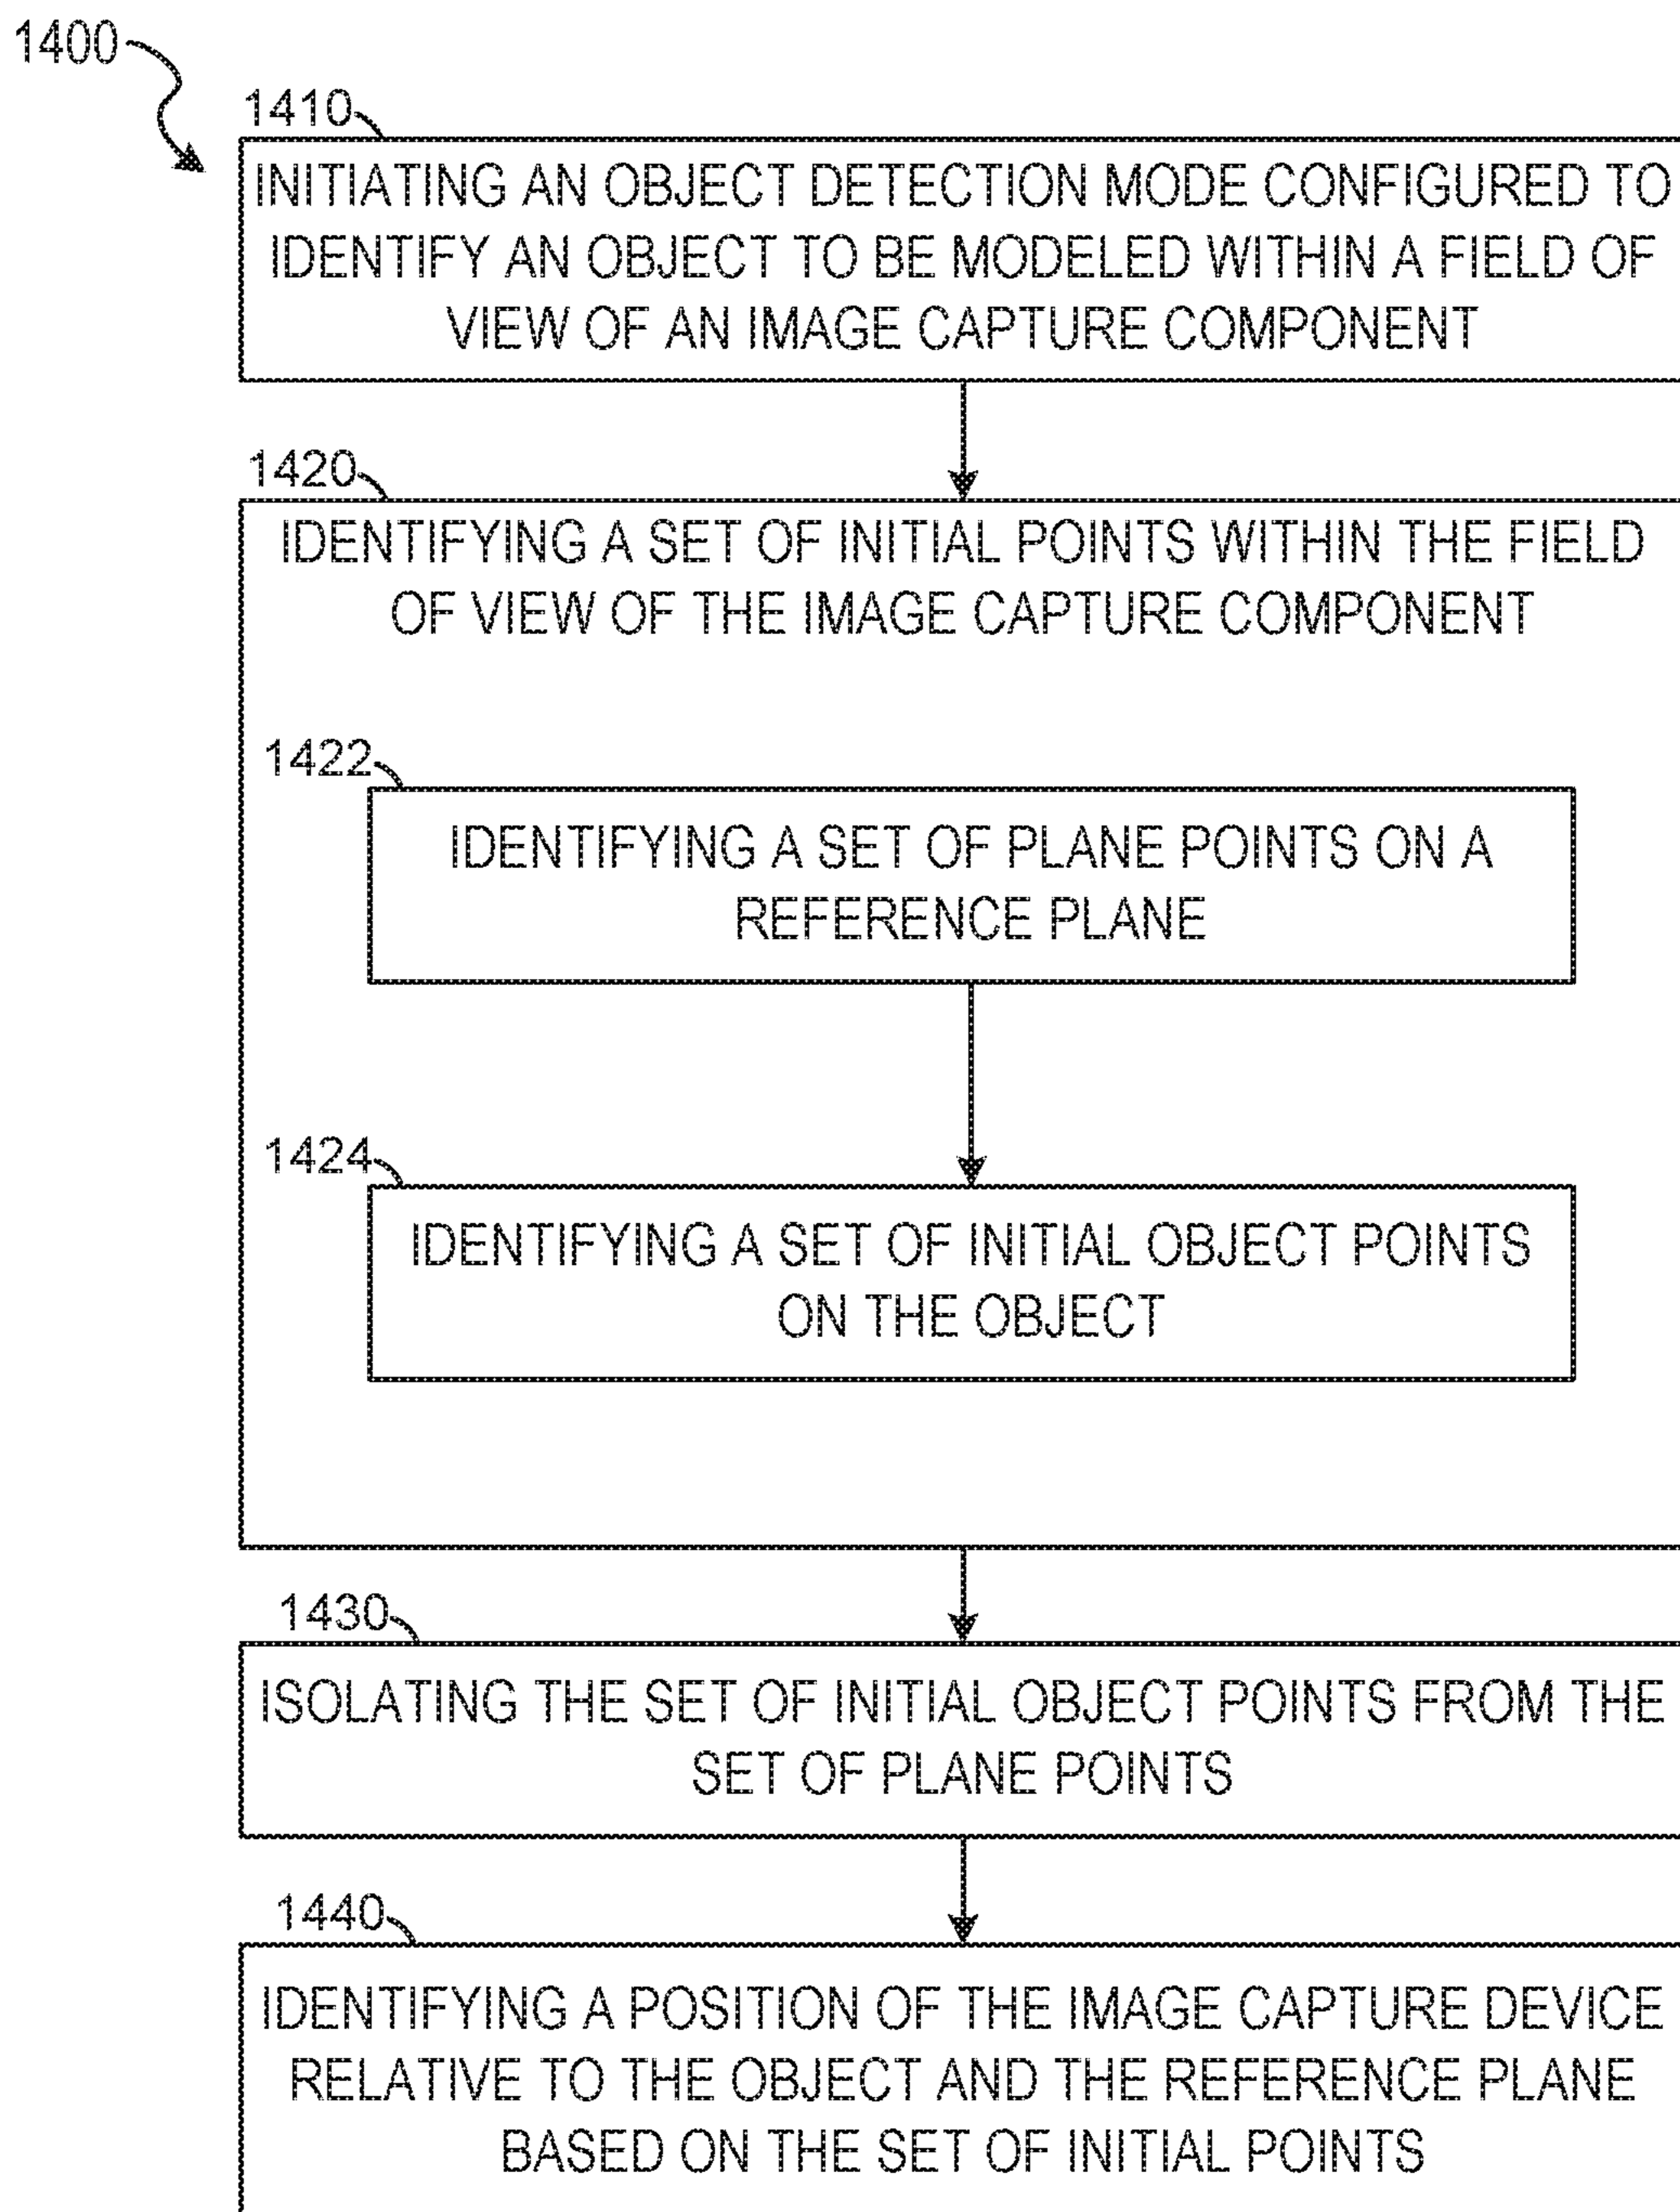 1400
1410
INITIATING AN OBJECT DETECTION MODE CONFIGURED TO
IDENTIFY AN OBJECT TO BE MODELED WITHIN A FIELD OF
VIEW OF AN IMAGE CAPTURE COMPONENT
1420
IDENTIFYING A SET OF INITIAL POINTS WITHIN THE FIELD
OF VIEW OF THE IMAGE CAPTURE COMPONENT
1422
IDENTIFYING A SET OF PLANE POINTS ON A
REFERENCE PLANE
1424
IDENTIFYING A SET OF INITIAL OBJECT POINTS
ON THE OBJECT
1430
ISOLATING THE SET OF INITIAL OBJECT POINTS FROM THE
SET OF PLANE POINTS
1440
IDENTIFYING A POSITION OF THE IMAGE CAPTURE DEVICE
RELATIVE TO THE OBJECT AND THE REFERENCE PLANE
BASED ON THE SET OF INITIAL POINTS